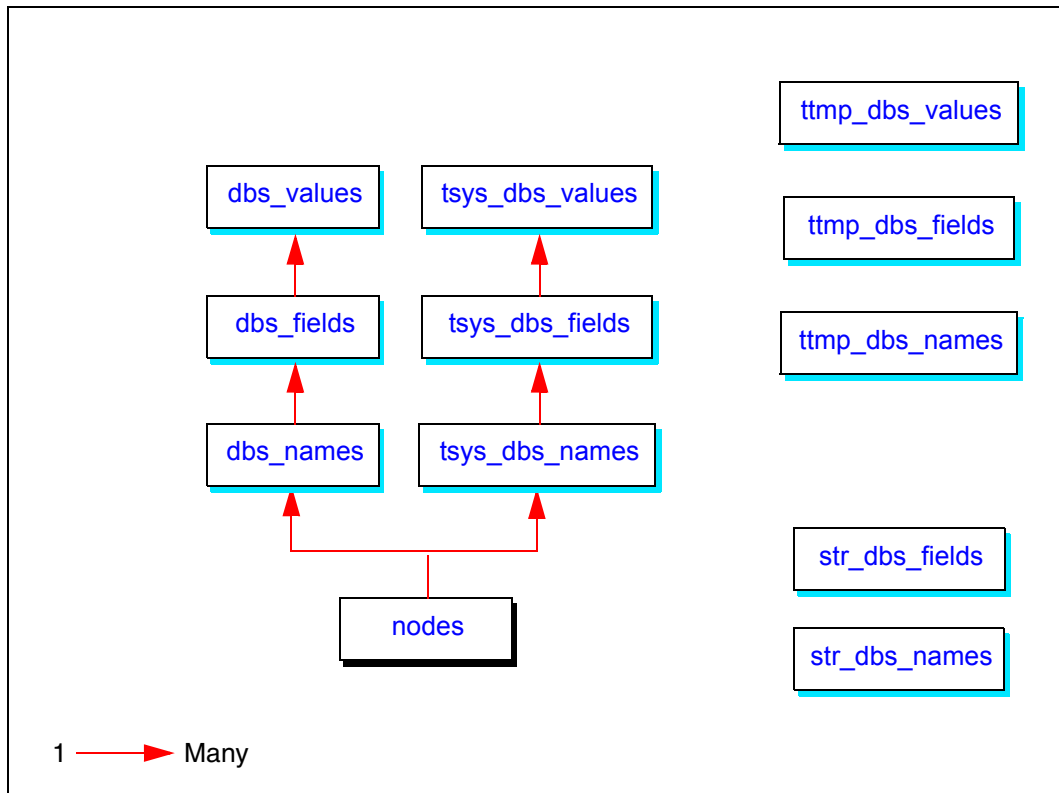 ttmp_dbs_values
dbs_values
tsys_dbs_values
ttmp_dbs_fields
dbs_fields
tsys_dbs_fields
ttmp_dbs_names
dbs_names
tsys_dbs_names
str_dbs_fields
nodes
str_dbs_names
1 Many